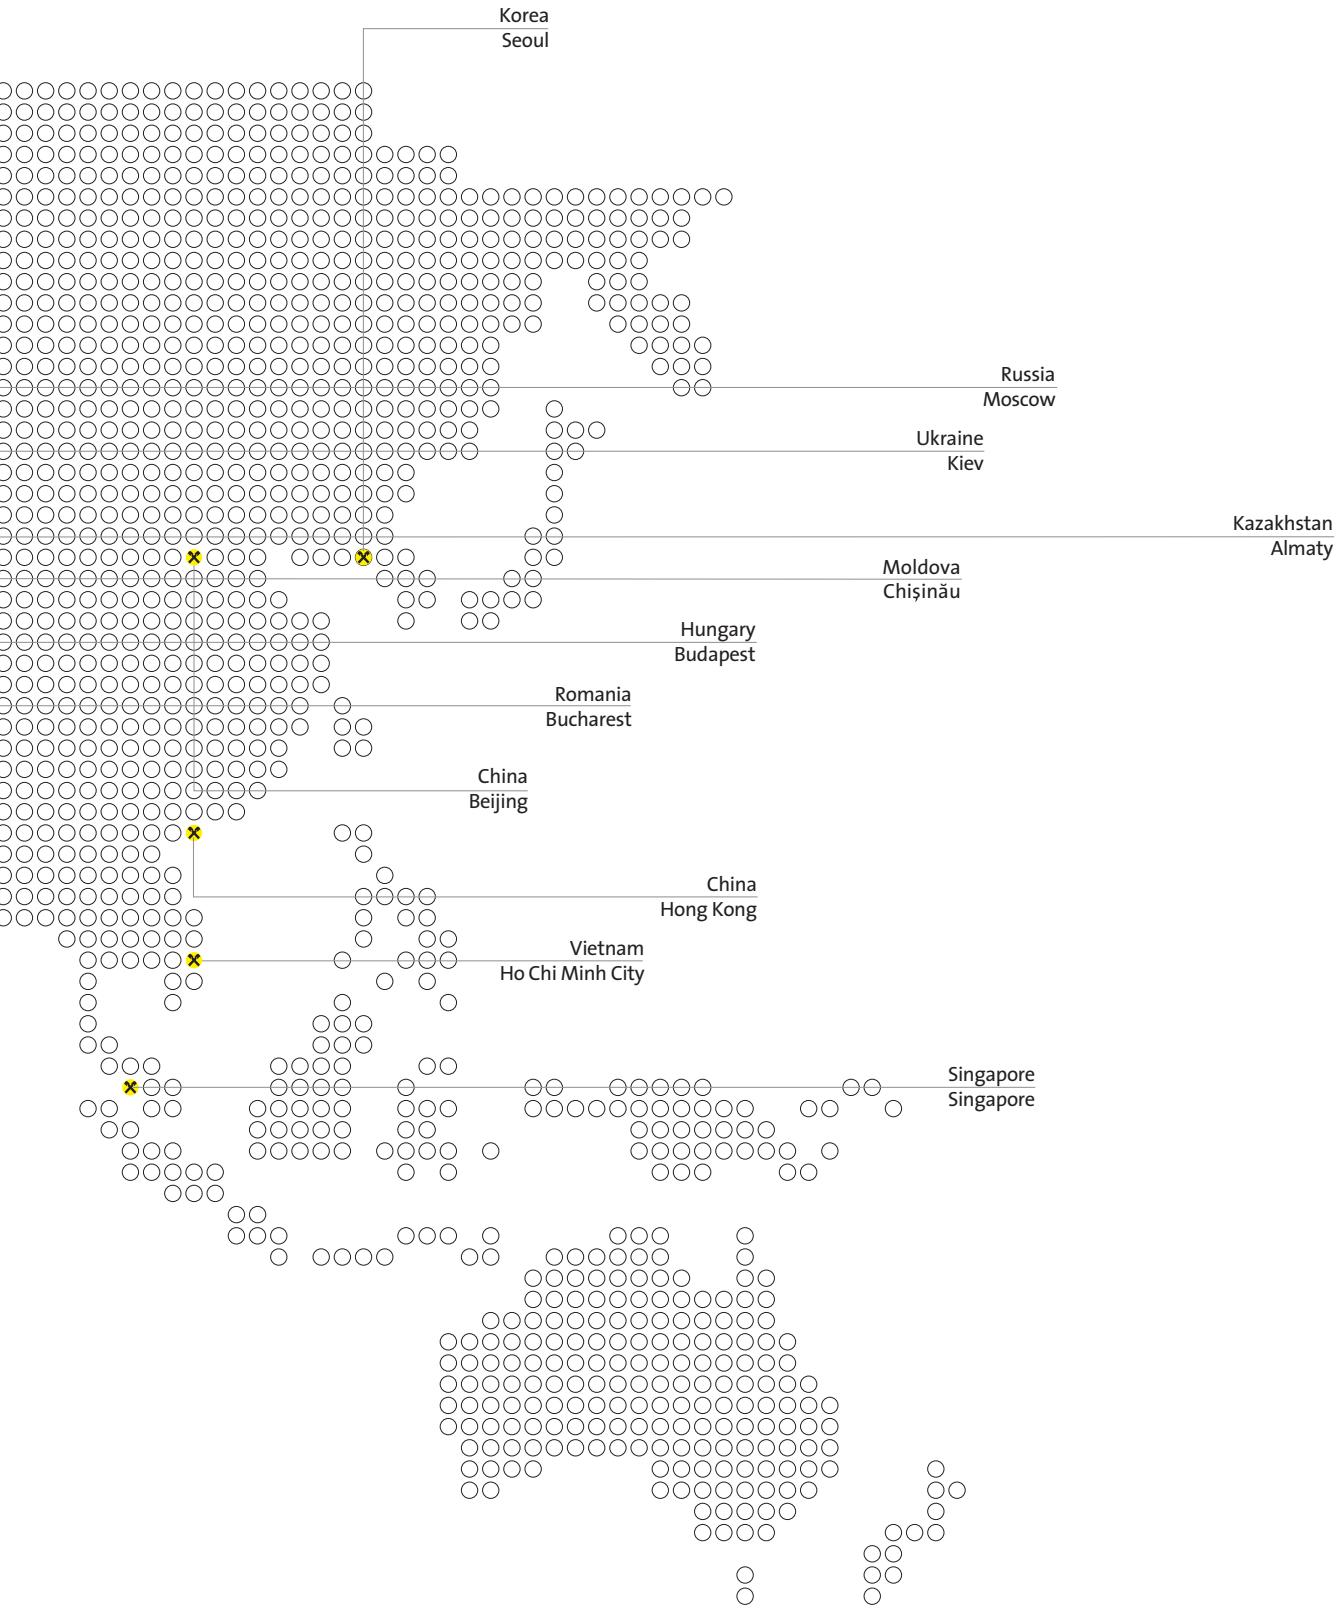 Korea
Seoul
Russia
Moscow
Ukraine
Kiev
Kazakhstan
Almaty
Moldova
Chișinău
Hungary
Budapest
Romania
Bucharest
China
Beijing
China
Hong Kong
Vietnam
Ho Chi Minh City
Singapore
Singapore